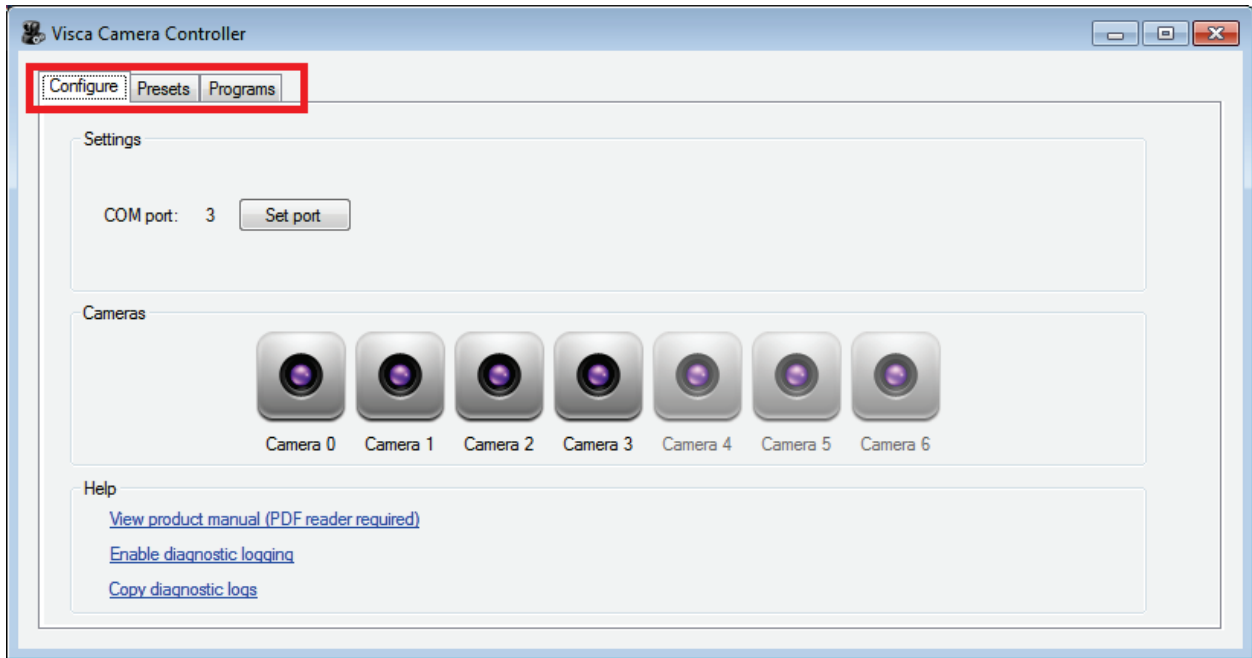 Visca Camera Controller
Configure Presets Programs
Settings
COM port: 3 Set port
Cameras
Camera 0 Camera 1 Camera 2 Camera 3 Camera 4 Camera 5 Camera 6
Help
View product manual (PDF reader required)
Enable diagnostic logging
Copy diagnostic logs